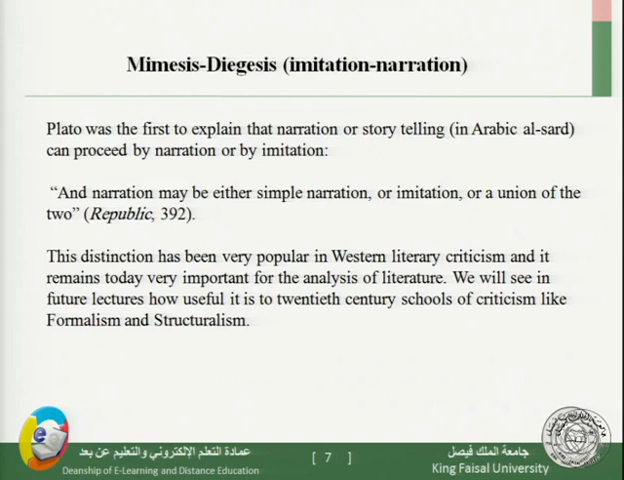 Mimesis-Diegesis (imitation-narration)
Plato was the first to explain that narration or story telling (in Arabic al-sard)
can proceed by narration or by imitation:
“And narration may be either simple narration, or imitation, or a union of the
two” (Republic, 392).
This distinction has been very popular in Western literary criticism and it
remains today very important for the analysis of literature. We will see in
future lectures how useful it is to twentieth century schools of criticism like
Formalism and Structuralism.
عمادة التعلم الإلكتروني والتعليم عن بعد
Deanship of E-Learning and Distance Education
[ 7 ]
جامعة الملك فيصل
King Faisal University